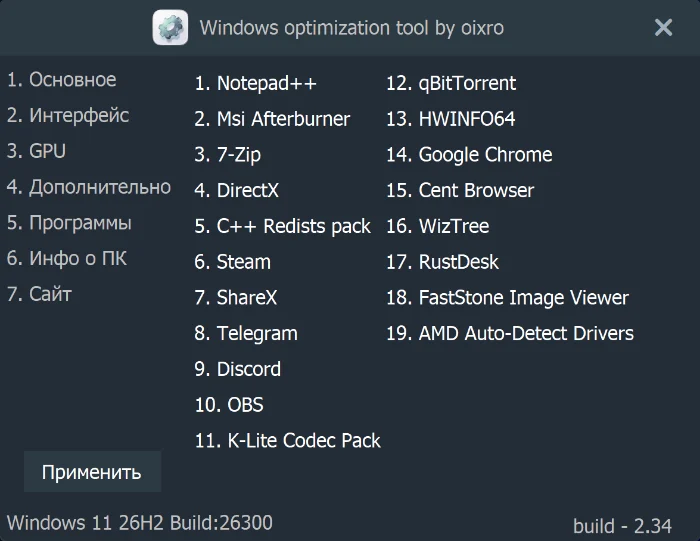 Windows optimization tool by oixro
1. Основное
2. Интерфейс
3. GPU
4. Дополнительно
5. Программы
6. Инфо о ПК
7. Сайт
1. Notepad++
2. Msi Afterburner
3. 7-Zip
4. DirectX
5. C++ Redists pack
6. Steam
7. ShareX
8. Telegram
9. Discord
10. OBS
11. K-Lite Codec Pack
12. qBitTorrent
13. HWINFO64
14. Google Chrome
15. Cent Browser
16. WizTree
17. RustDesk
18. FastStone Image Viewer
19. AMD Auto-Detect Drivers
Применить
Windows 11 26H2 Build:26300
build - 2.34